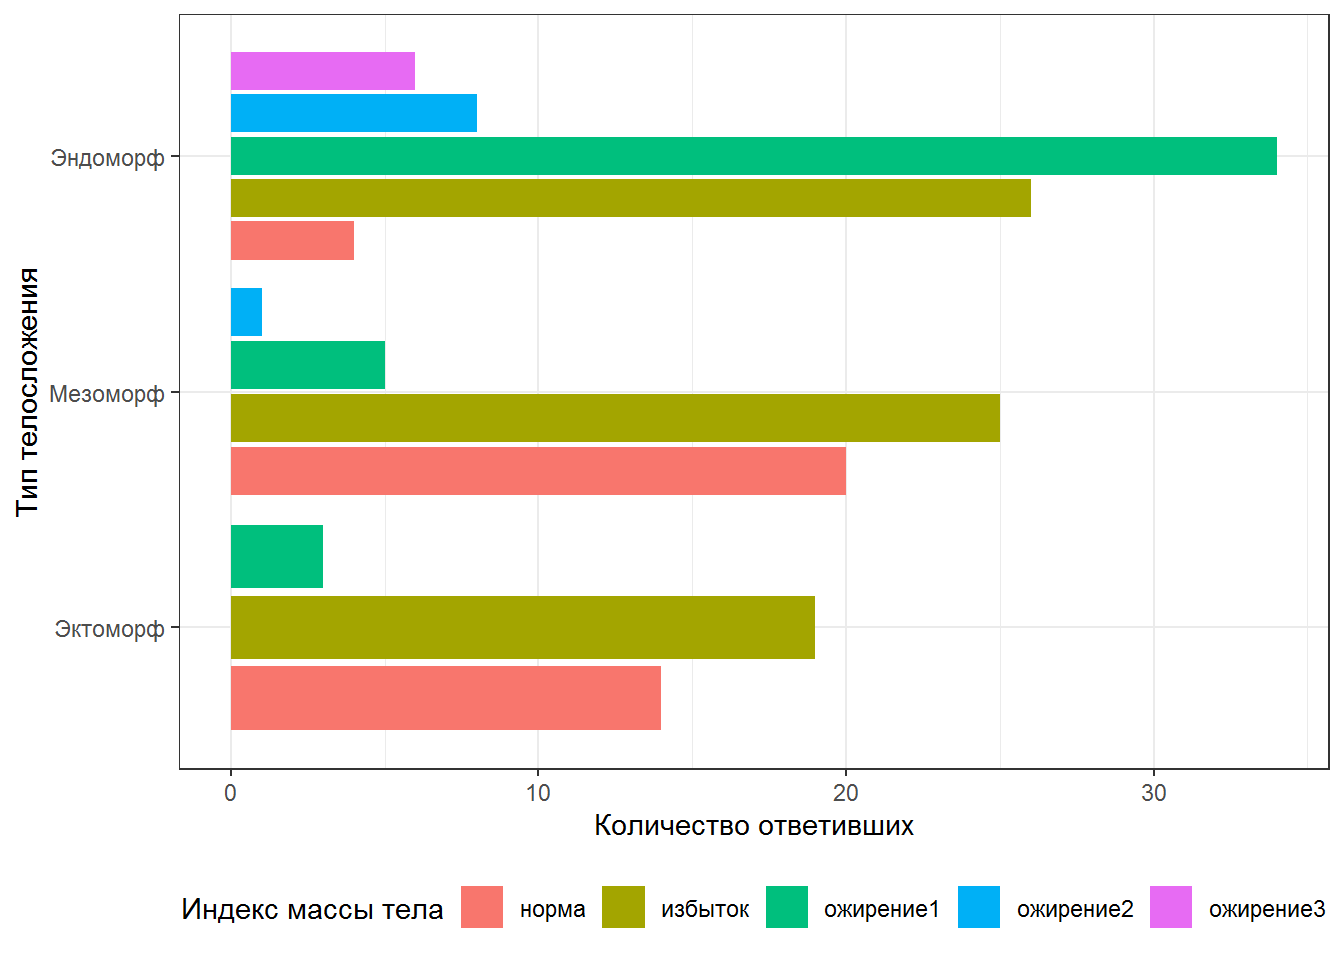 Тип телосложения
Эндоморф
Мезоморф
Эктоморф
0 10 20 30
Количество ответивших
Индекс массы тела норма избыток ожирение1 ожирение2 ожирение3